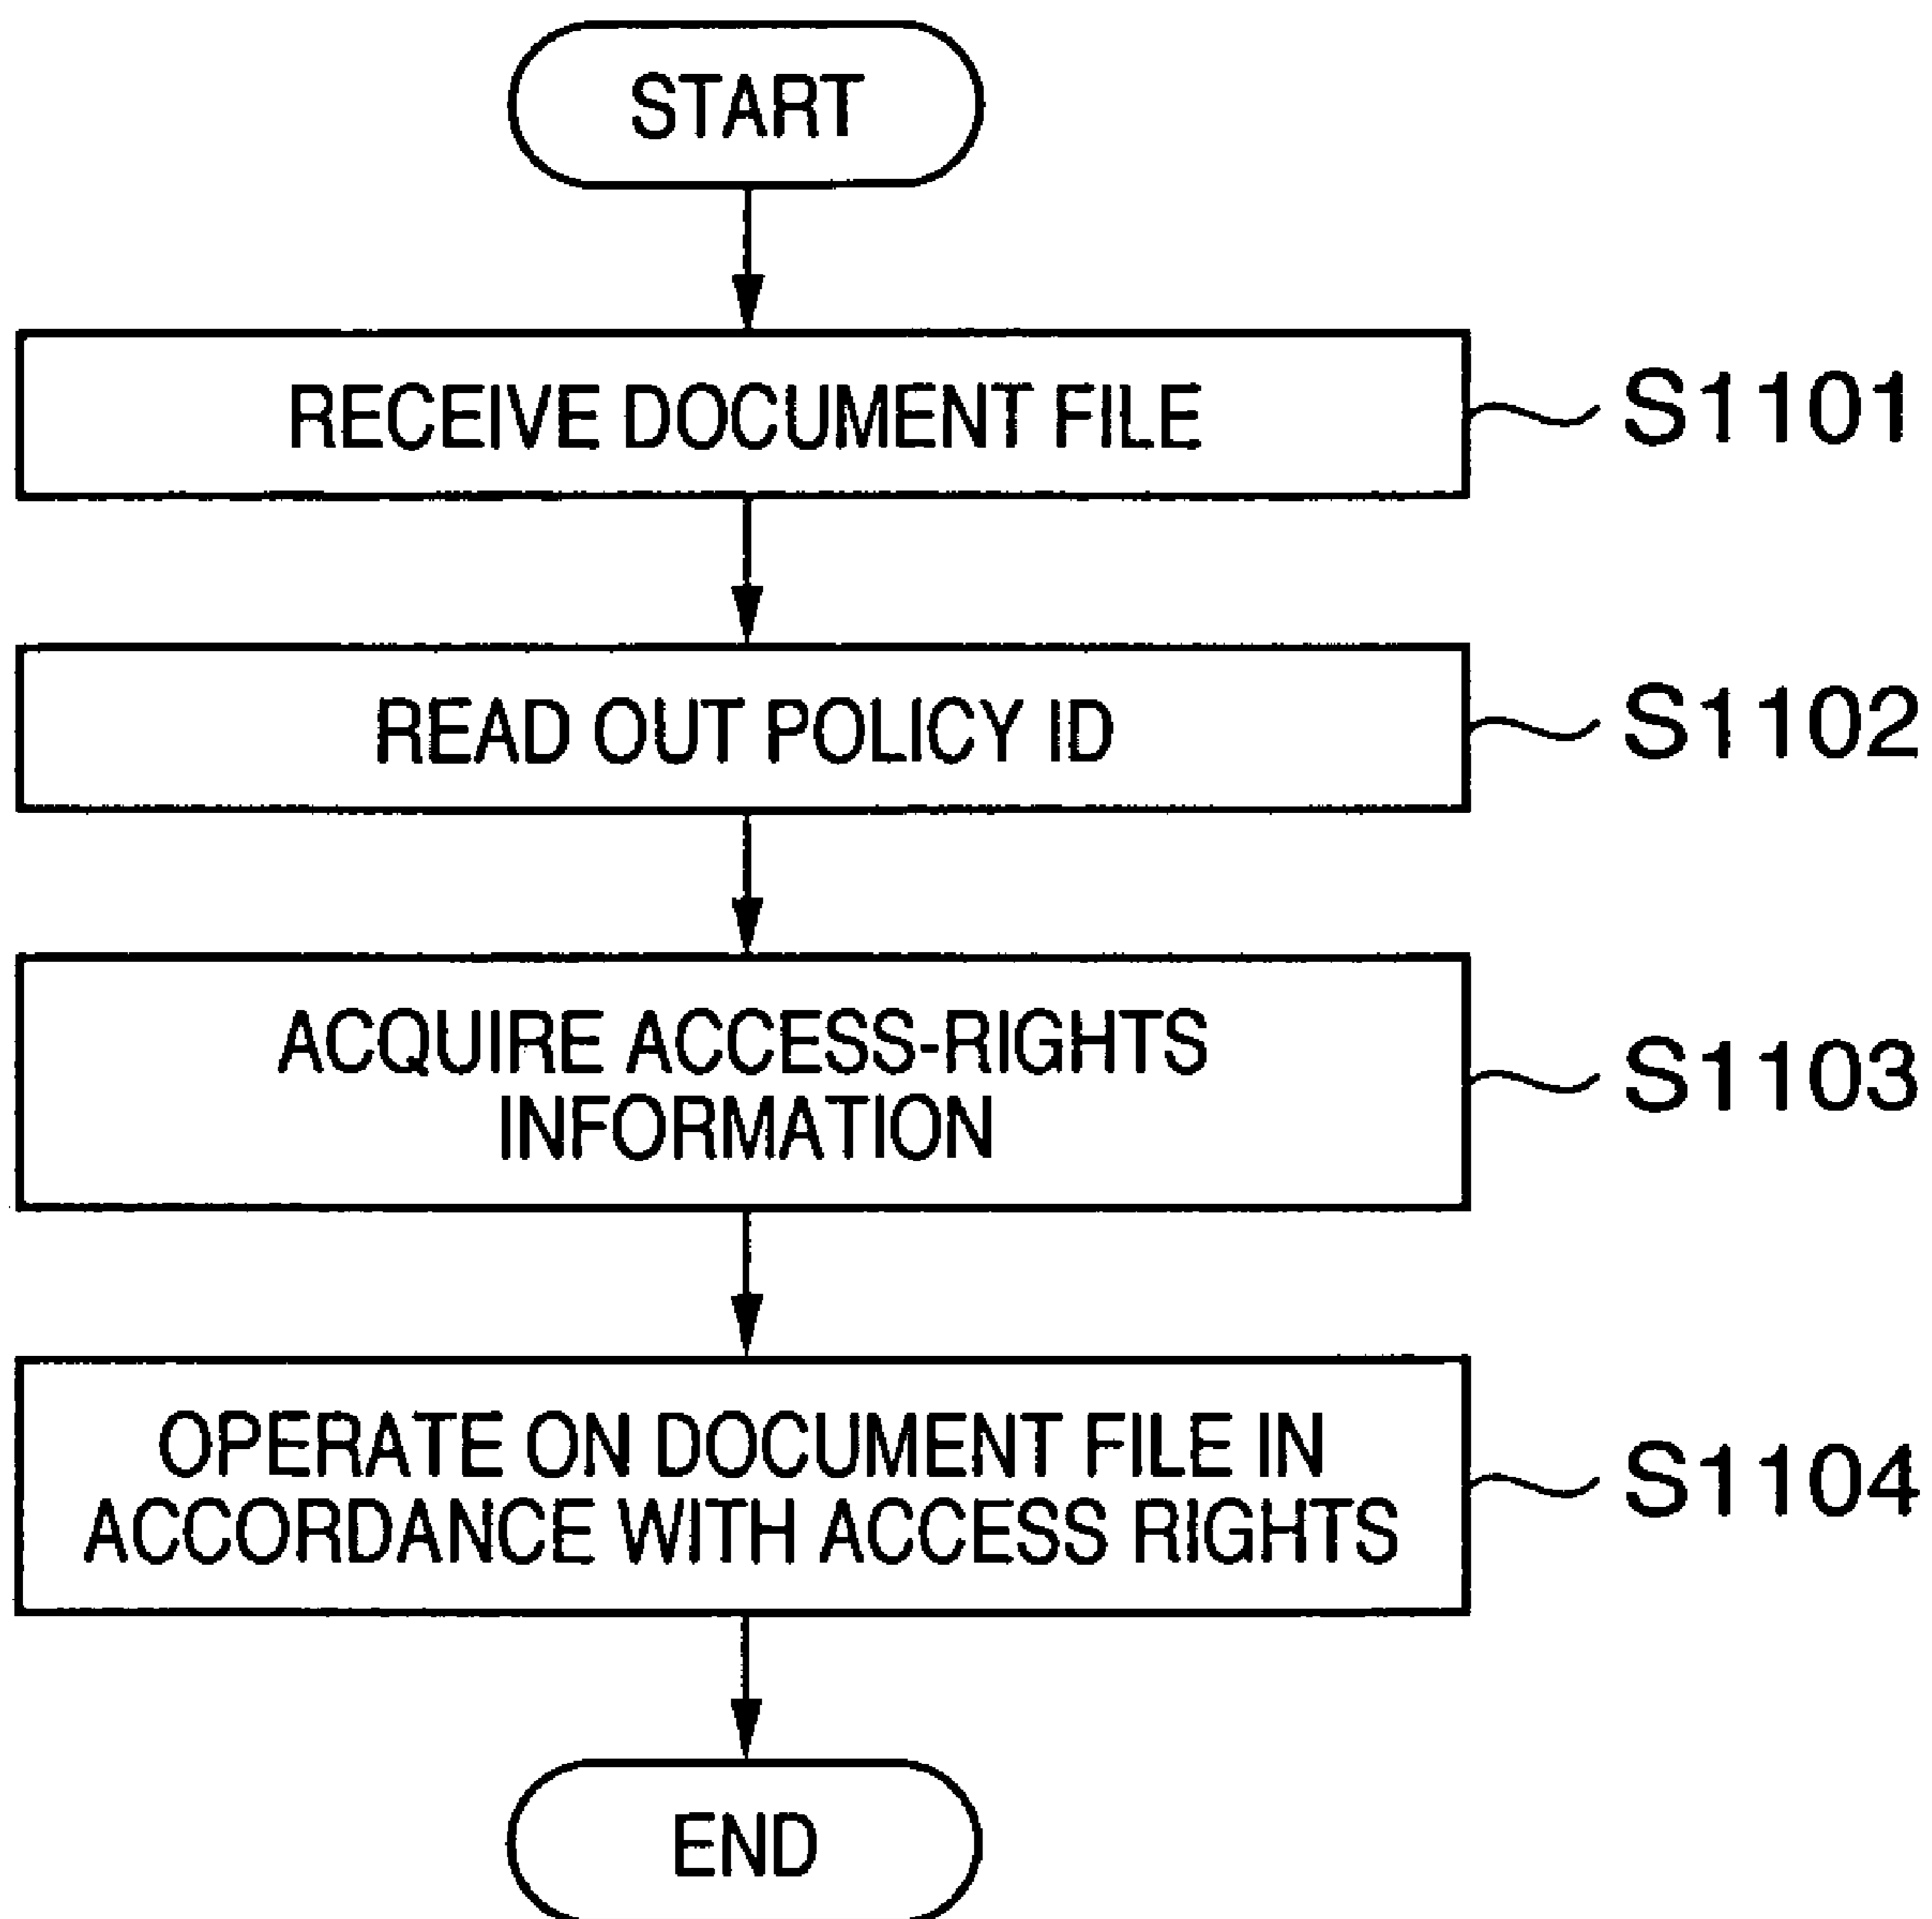 START
RECEIVE DOCUMENT FILE
S1101
READ OUT POLICY ID
S1102
ACQUIRE ACCESS-RIGHTS
INFORMATION
S1103
OPERATE ON DOCUMENT FILE IN
ACCORDANCE WITH ACCESS RIGHTS
S1104
END